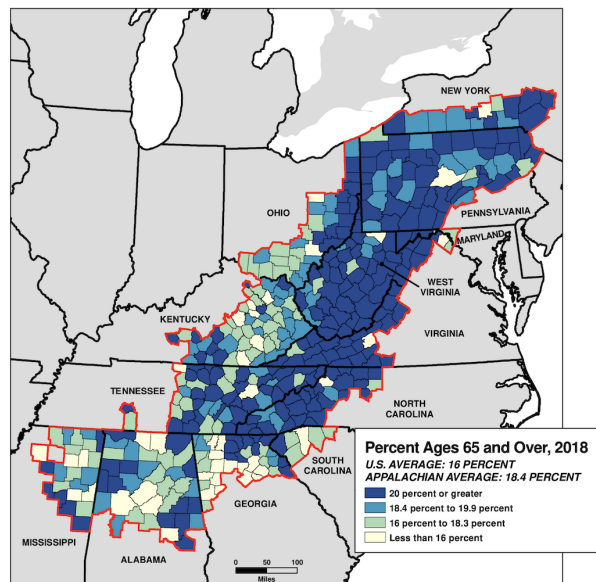 NEW YORK
PENNSYLVANIA
OHIO
MARYLAND
WEST
VIRGINIA
KENTUCKY
VIRGINIA
TENNESSEE
NORTH
CAROLINA
SOUTH
CAROLINA
GEORGIA
MISSISSIPPI
ALABAMA
Percent Ages 65 and Over, 2018
U.S. AVERAGE: 16 PERCENT
APPALACHIAN AVERAGE: 18.4 PERCENT
20 percent or greater
18.4 percent to 19.9 percent
16 percent to 18.3 percent
Less than 16 percent
0 50 100
Miles